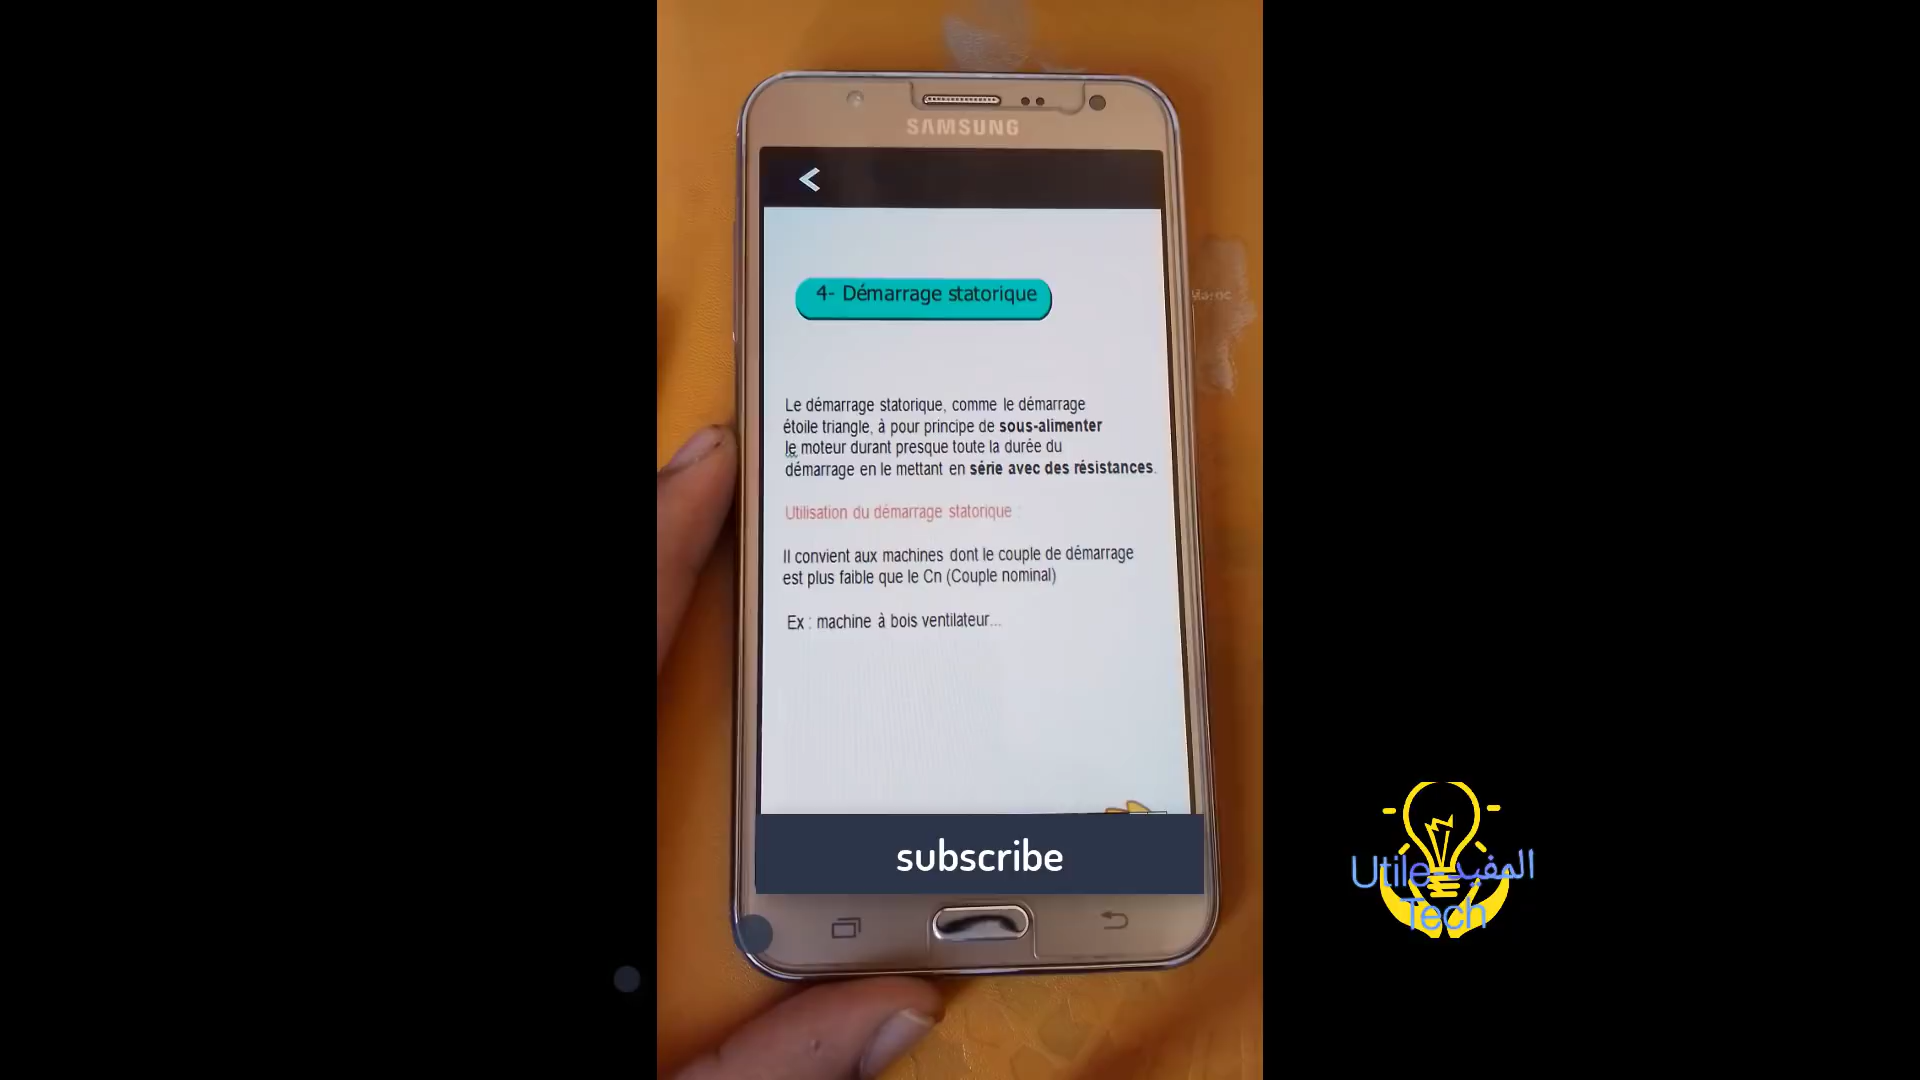 SAMSUNG
<
4- Démarrage statorique
Le démarrage statorique, comme le démarrage
étoile triangle, à pour principe de sous-alimenter
le moteur durant presque toute la durée du
démarrage en le mettant en série avec des résistances.
Utilisation du démarrage statorique :
Il convient aux machines dont le couple de démarrage
est plus faible que le Cn (Couple nominal)
Ex : machine à bois ventilateur...
subscribe
Maroc
Utile المفيد
Tech